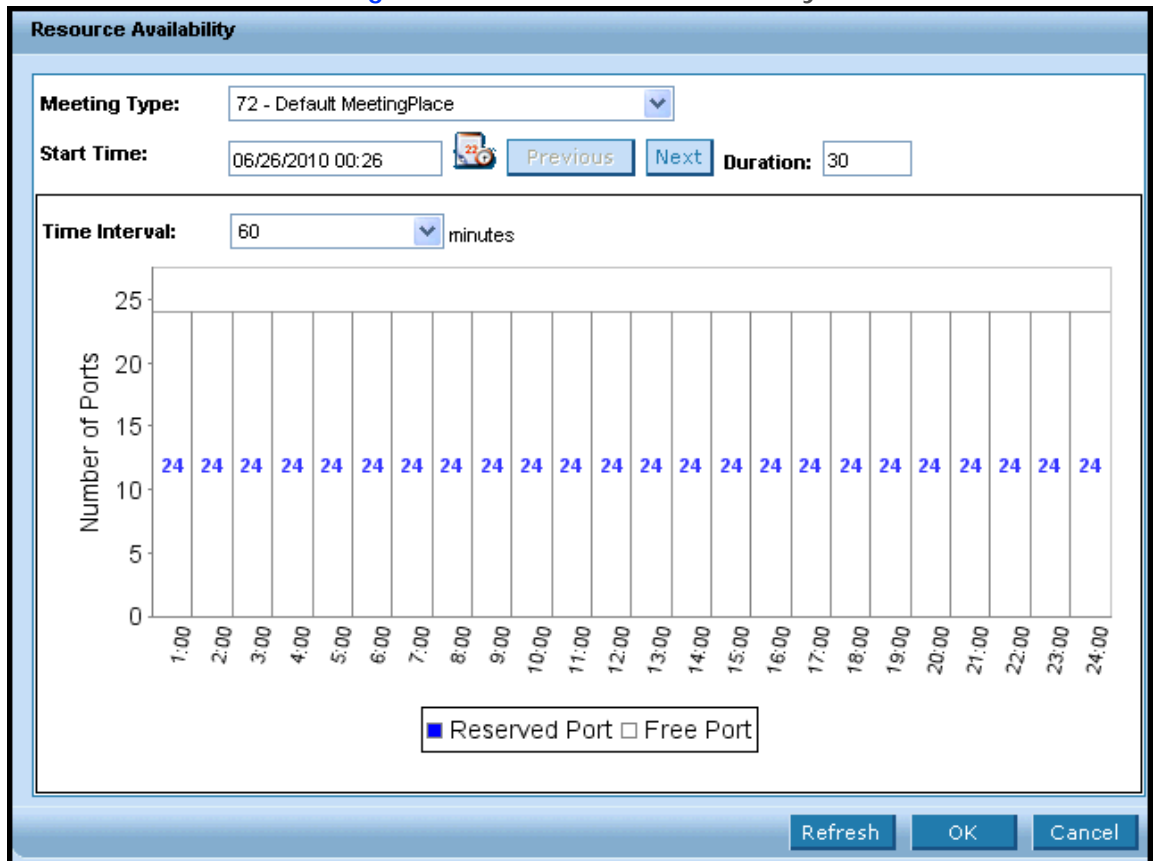 Resource Availability
Meeting Type: 72 - Default MeetingPlace
Start Time: 06/26/2010 00:26 22 Previous Next Duration: 30
Time Interval: 60 minutes
25
20
15
10
5
0
Number of Ports
24 24 24 24 24 24 24 24 24 24 24 24 24 24 24 24 24 24 24 24 24 24 24 24
1:00 2:00 3:00 4:00 5:00 6:00 7:00 8:00 9:00 10:00 11:00 12:00 13:00 14:00 15:00 16:00 17:00 18:00 19:00 20:00 21:00 22:00 23:00 24:00
Reserved Port Free Port
Refresh OK Cancel